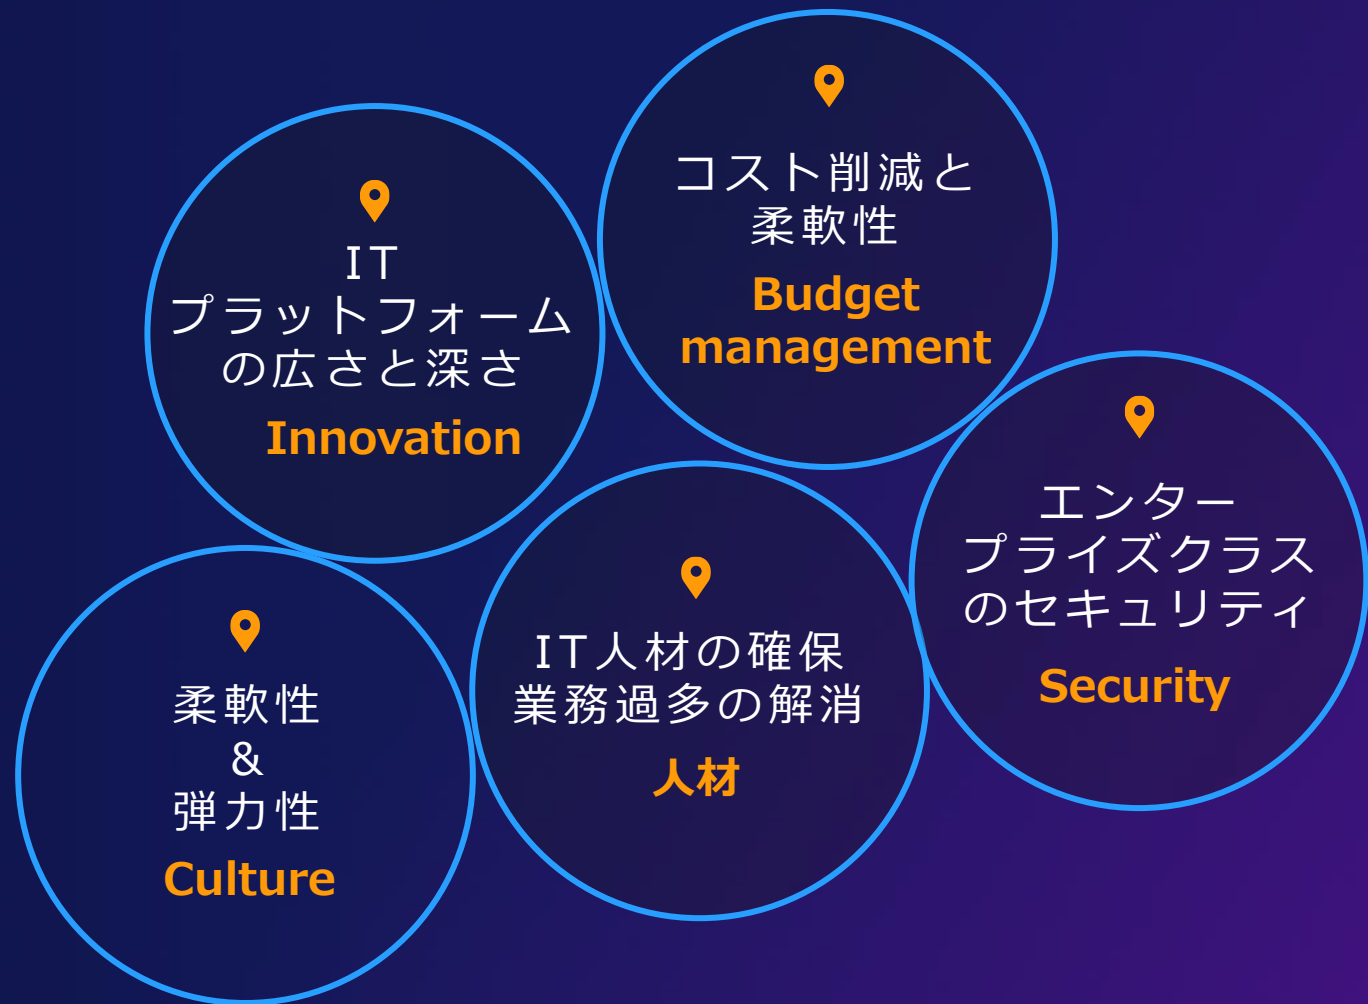 IT
プラットフォーム
の広さと深さ
Innovation
コスト削減と
柔軟性
Budget
management
エンター
プライズクラス
のセキュリティ
Security
柔軟性
&
弾力性
Culture
IT人材の確保
業務過多の解消
人材